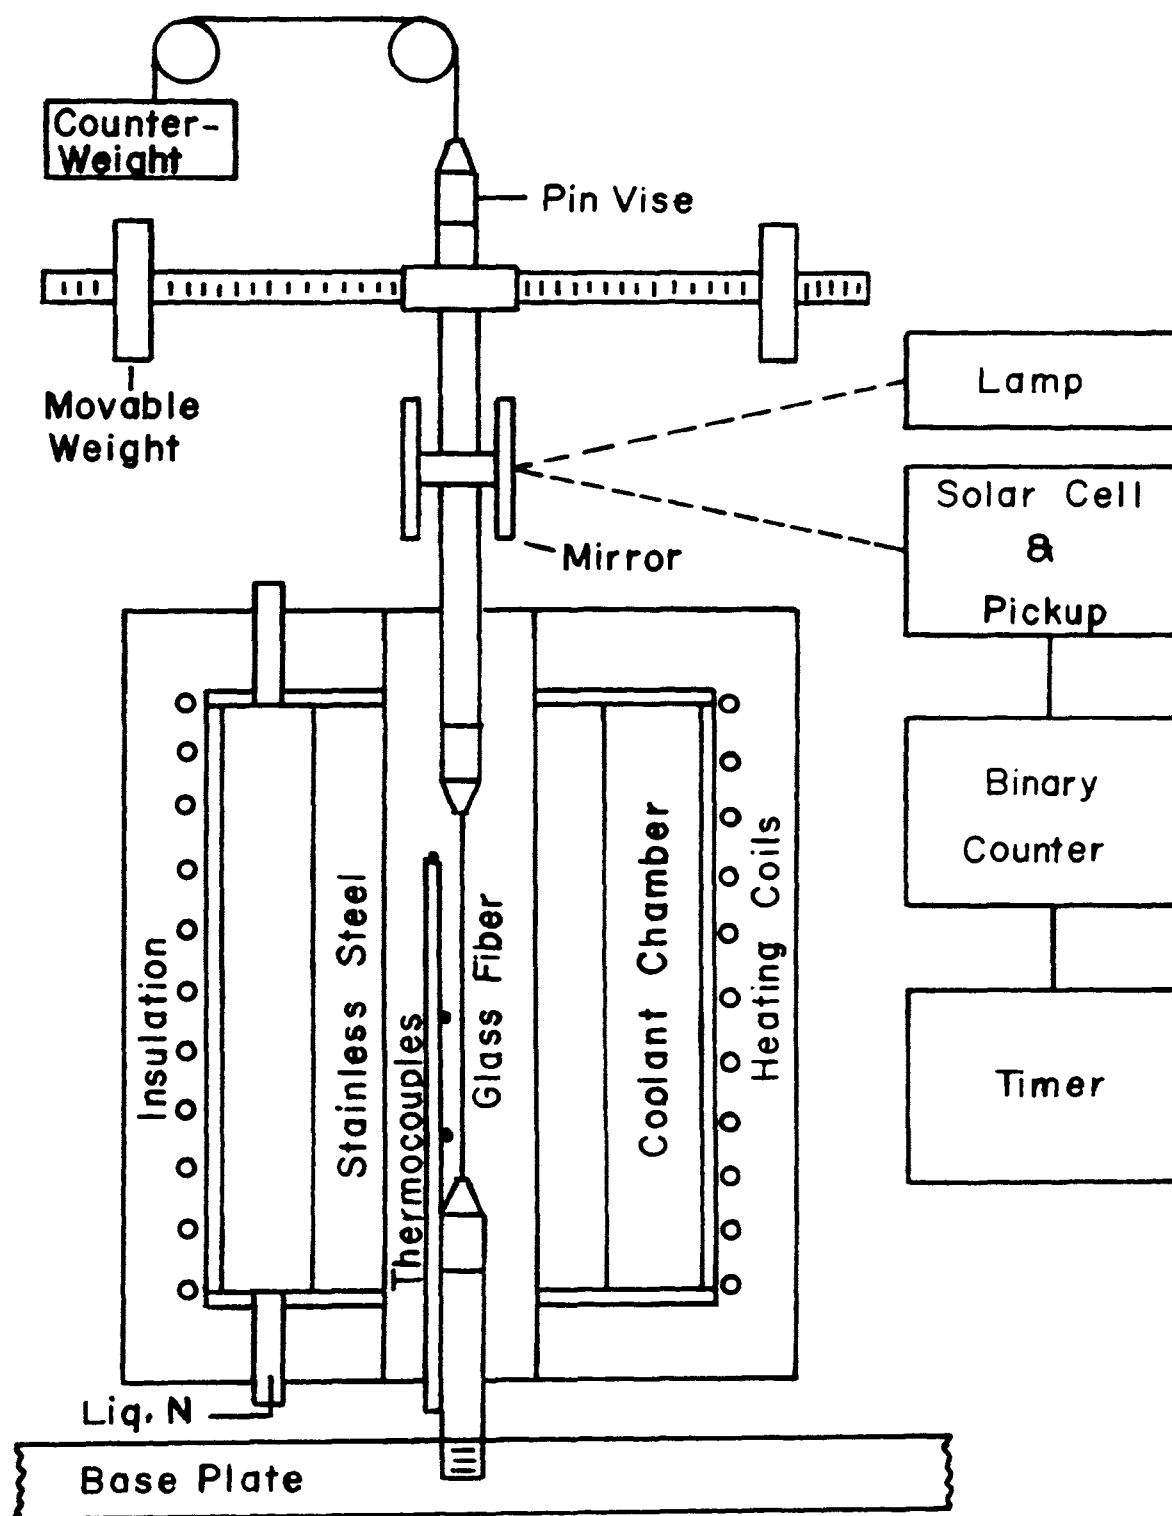 Counter-
Weight
Pin Vise
Movable
Weight
Lamp
Solar Cell
&
Pickup
Mirror
Binary
Counter
Timer
Insulation
Stainless Steel
Thermocouples
Glass Fiber
Coolant Chamber
Heating Coils
Liq. N
Base Plate